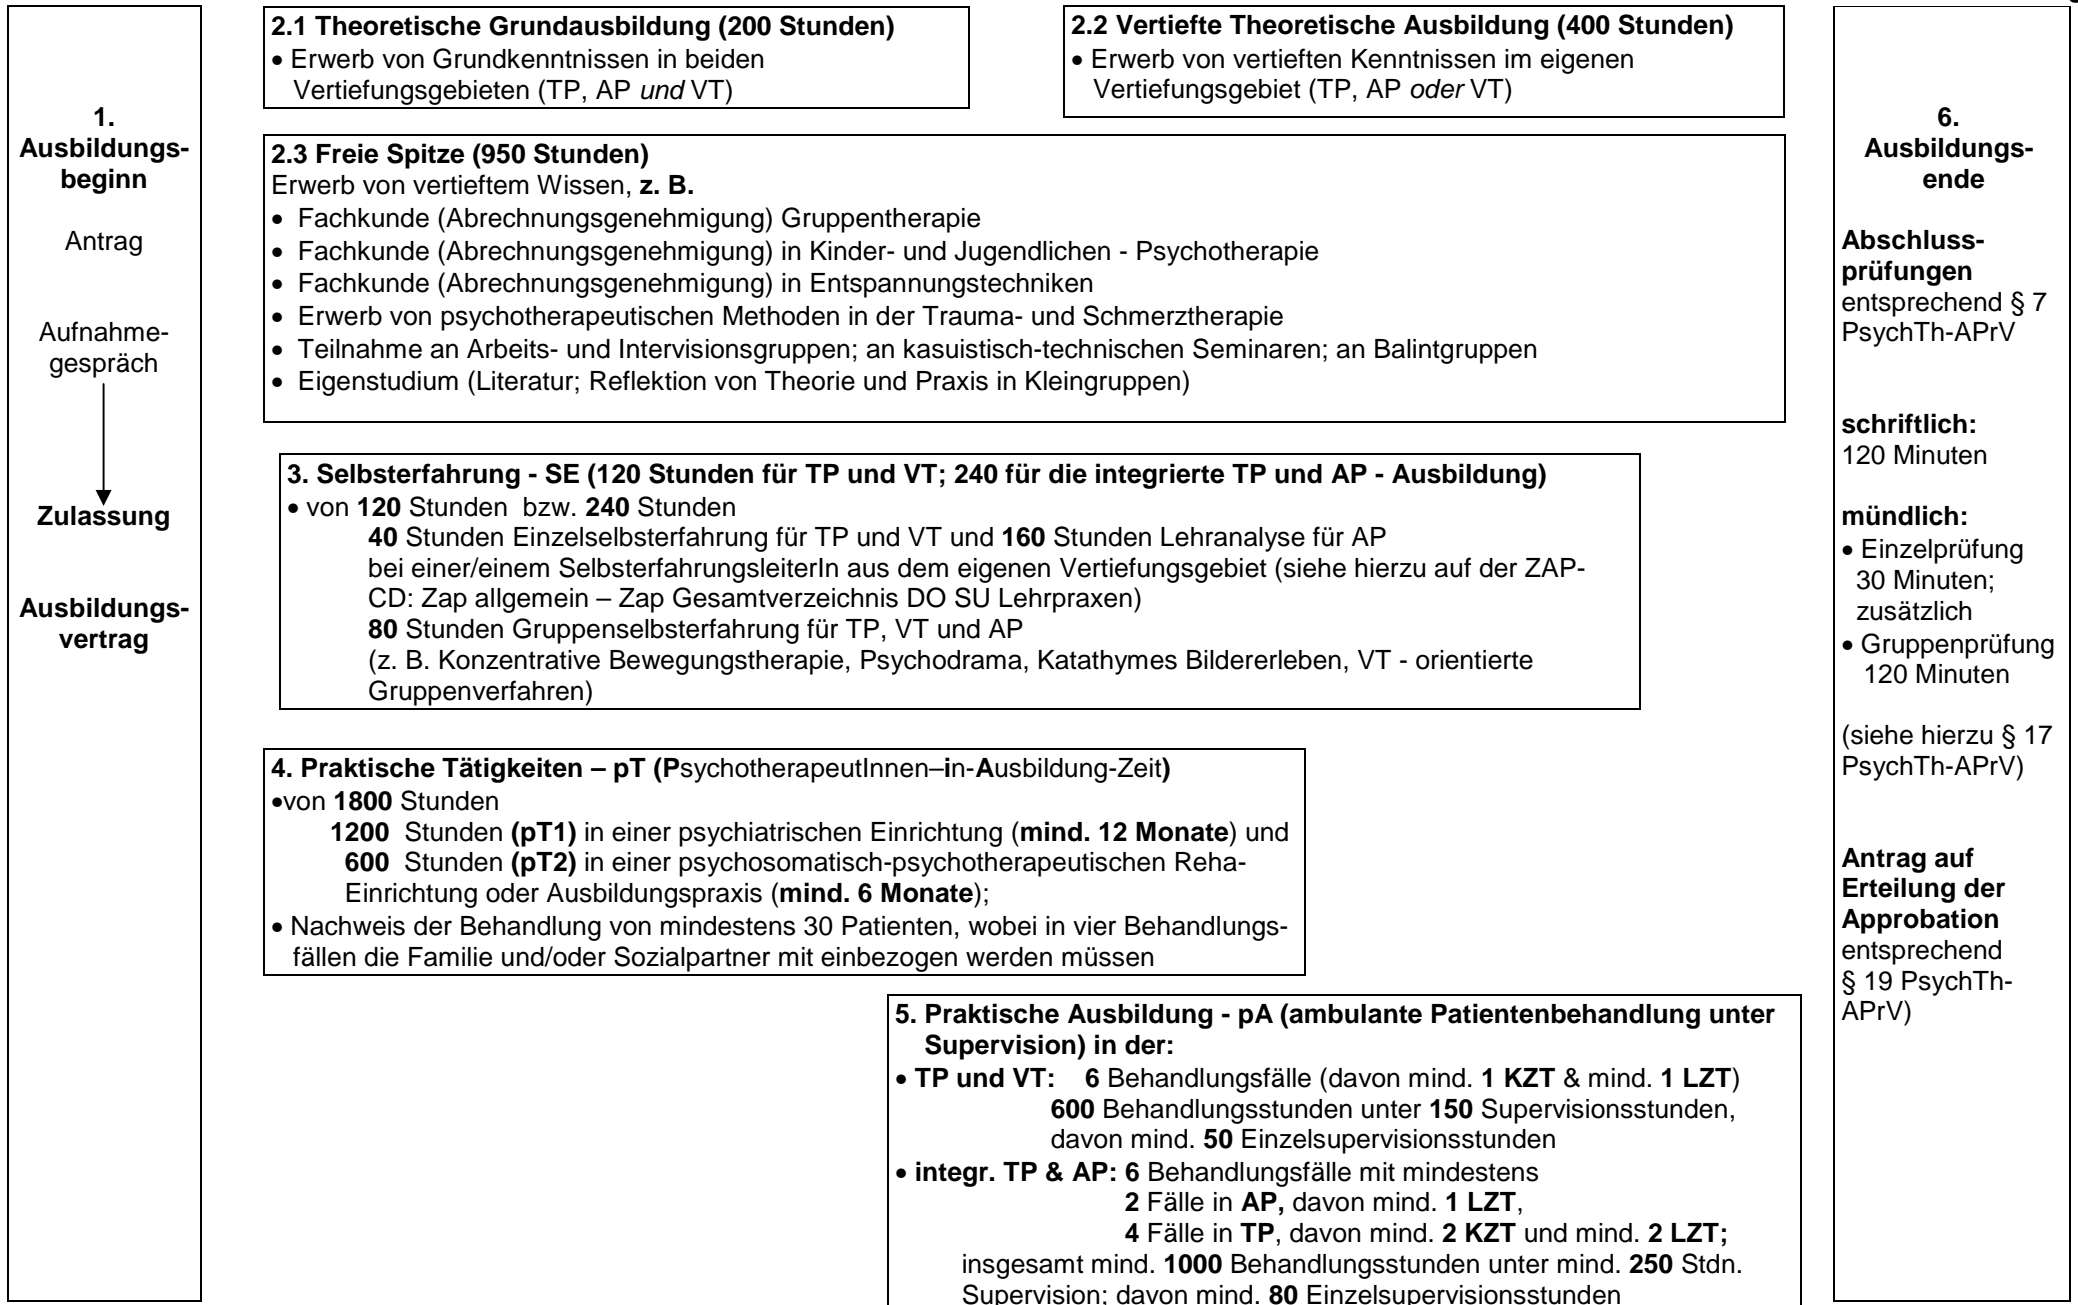 1.
Ausbildungs-
beginn
Antrag
Aufnahme-
gespräch
Zulassung
Ausbildungs-
vertrag
2.1 Theoretische Grundausbildung (200 Stunden)
• Erwerb von Grundkenntnissen in beiden
Vertiefungsgebieten (TP, AP und VT)
2.2 Vertiefte Theoretische Ausbildung (400 Stunden)
• Erwerb von vertieften Kenntnissen im eigenen
Vertiefungsgebiet (TP, AP oder VT)
2.3 Freie Spitze (950 Stunden)
Erwerb von vertieftem Wissen, z. B.
• Fachkunde (Abrechnungsgenehmigung) Gruppentherapie
• Fachkunde (Abrechnungsgenehmigung) in Kinder- und Jugendlichen - Psychotherapie
• Fachkunde (Abrechnungsgenehmigung) in Entspannungstechniken
• Erwerb von psychotherapeutischen Methoden in der Trauma- und Schmerztherapie
• Teilnahme an Arbeits- und Intervisionsgruppen; an kasuistisch-technischen Seminaren; an Balintgruppen
• Eigenstudium (Literatur; Reflektion von Theorie und Praxis in Kleingruppen)
3. Selbsterfahrung - SE (120 Stunden für TP und VT; 240 für die integrierte TP und AP - Ausbildung)
• von 120 Stunden bzw. 240 Stunden
40 Stunden Einzelselbsterfahrung für TP und VT und 160 Stunden Lehranalyse für AP
bei einer/einem SelbsterfahrungsleiterIn aus dem eigenen Vertiefungsgebiet (siehe hierzu auf der ZAP-
CD: Zap allgemein – Zap Gesamtverzeichnis DO SU Lehrpraxen)
80 Stunden Gruppenselbsterfahrung für TP, VT und AP
(z. B. Konzentrative Bewegungstherapie, Psychodrama, Katathymes Bildererleben, VT - orientierte
Gruppenverfahren)
4. Praktische Tätigkeiten – pT (PsychotherapeutInnen–in-Ausbildung-Zeit)
•von 1800 Stunden
1200 Stunden (pT1) in einer psychiatrischen Einrichtung (mind. 12 Monate) und
600 Stunden (pT2) in einer psychosomatisch-psychotherapeutischen Reha-
Einrichtung oder Ausbildungspraxis (mind. 6 Monate);
• Nachweis der Behandlung von mindestens 30 Patienten, wobei in vier Behandlungs-
fällen die Familie und/oder Sozialpartner mit einbezogen werden müssen
5. Praktische Ausbildung - pA (ambulante Patientenbehandlung unter
Supervision) in der:
• TP und VT: 6 Behandlungsfälle (davon mind. 1 KZT & mind. 1 LZT)
600 Behandlungsstunden unter 150 Supervisionsstunden,
davon mind. 50 Einzelsupervisionsstunden
• integr. TP & AP: 6 Behandlungsfälle mit mindestens
2 Fälle in AP, davon mind. 1 LZT,
4 Fälle in TP, davon mind. 2 KZT und mind. 2 LZT;
insgesamt mind. 1000 Behandlungsstunden unter mind. 250 Stdn.
Supervision; davon mind. 80 Einzelsupervisionsstunden
6.
Ausbildungs-
ende
Abschluss-
prüfungen
entsprechend § 7
PsychTh-APrV
schriftlich:
120 Minuten
mündlich:
• Einzelprüfung
30 Minuten;
zusätzlich
• Gruppenprüfung
120 Minuten
(siehe hierzu § 17
PsychTh-APrV)
Antrag auf
Erteilung der
Approbation
entsprechend
§ 19 PsychTh-
APrV)